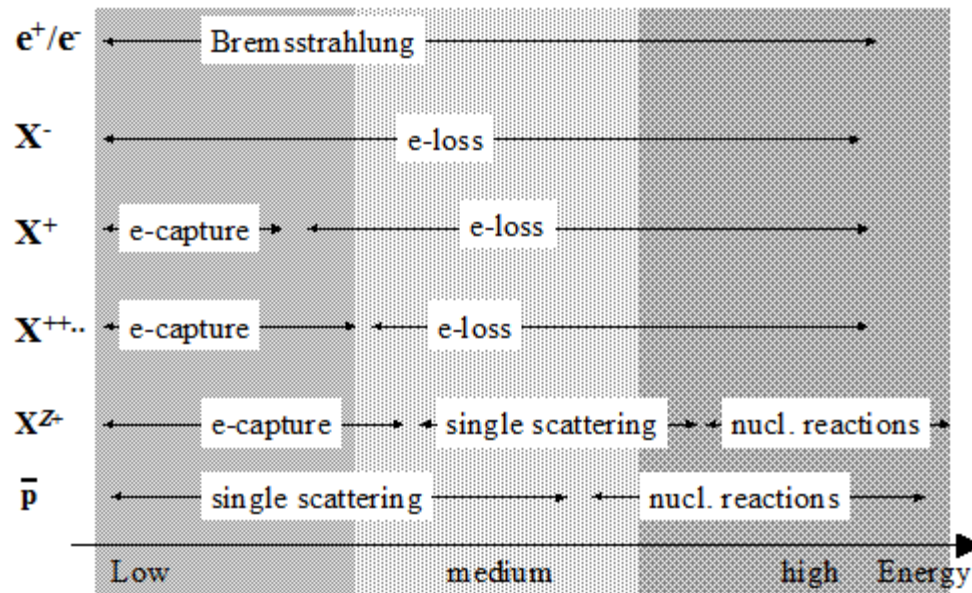 e⁺/e⁻ Bremsstrahlung
X⁻ e-loss
X⁺ e-capture e-loss
X⁺⁺·· e-capture e-loss
Xᶻ⁺ e-capture single scattering nucl. reactions
p̅ single scattering nucl. reactions
Low medium high Energy